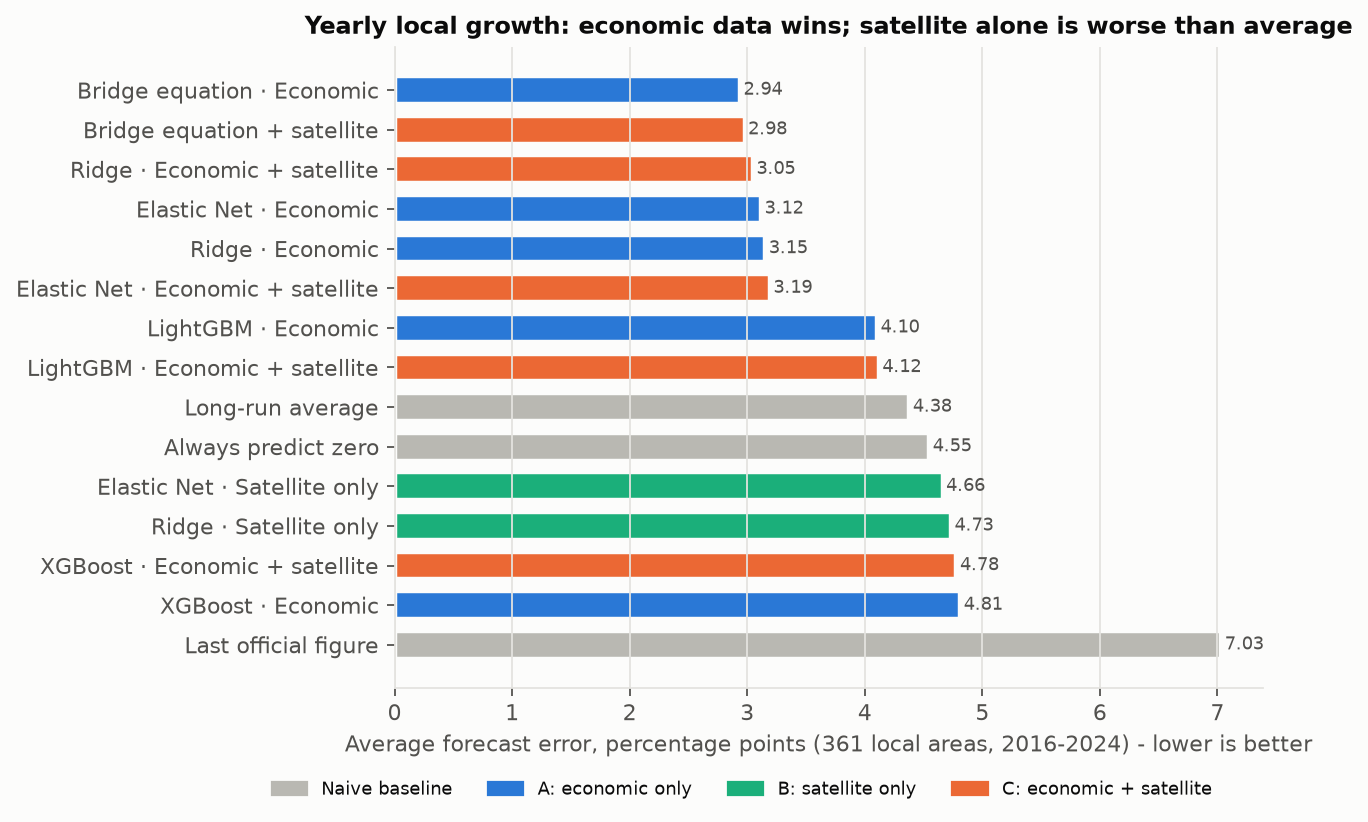 Yearly local growth: economic data wins; satellite alone is worse than average
Bridge equation · Economic 2.94
Bridge equation + satellite 2.98
Ridge · Economic + satellite 3.05
Elastic Net · Economic 3.12
Ridge · Economic 3.15
Elastic Net · Economic + satellite 3.19
LightGBM · Economic 4.10
LightGBM · Economic + satellite 4.12
Long-run average 4.38
Always predict zero 4.55
Elastic Net · Satellite only 4.66
Ridge · Satellite only 4.73
XGBoost · Economic + satellite 4.78
XGBoost · Economic 4.81
Last official figure 7.03
0 1 2 3 4 5 6 7
Average forecast error, percentage points (361 local areas, 2016-2024) - lower is better
Naive baseline A: economic only B: satellite only C: economic + satellite